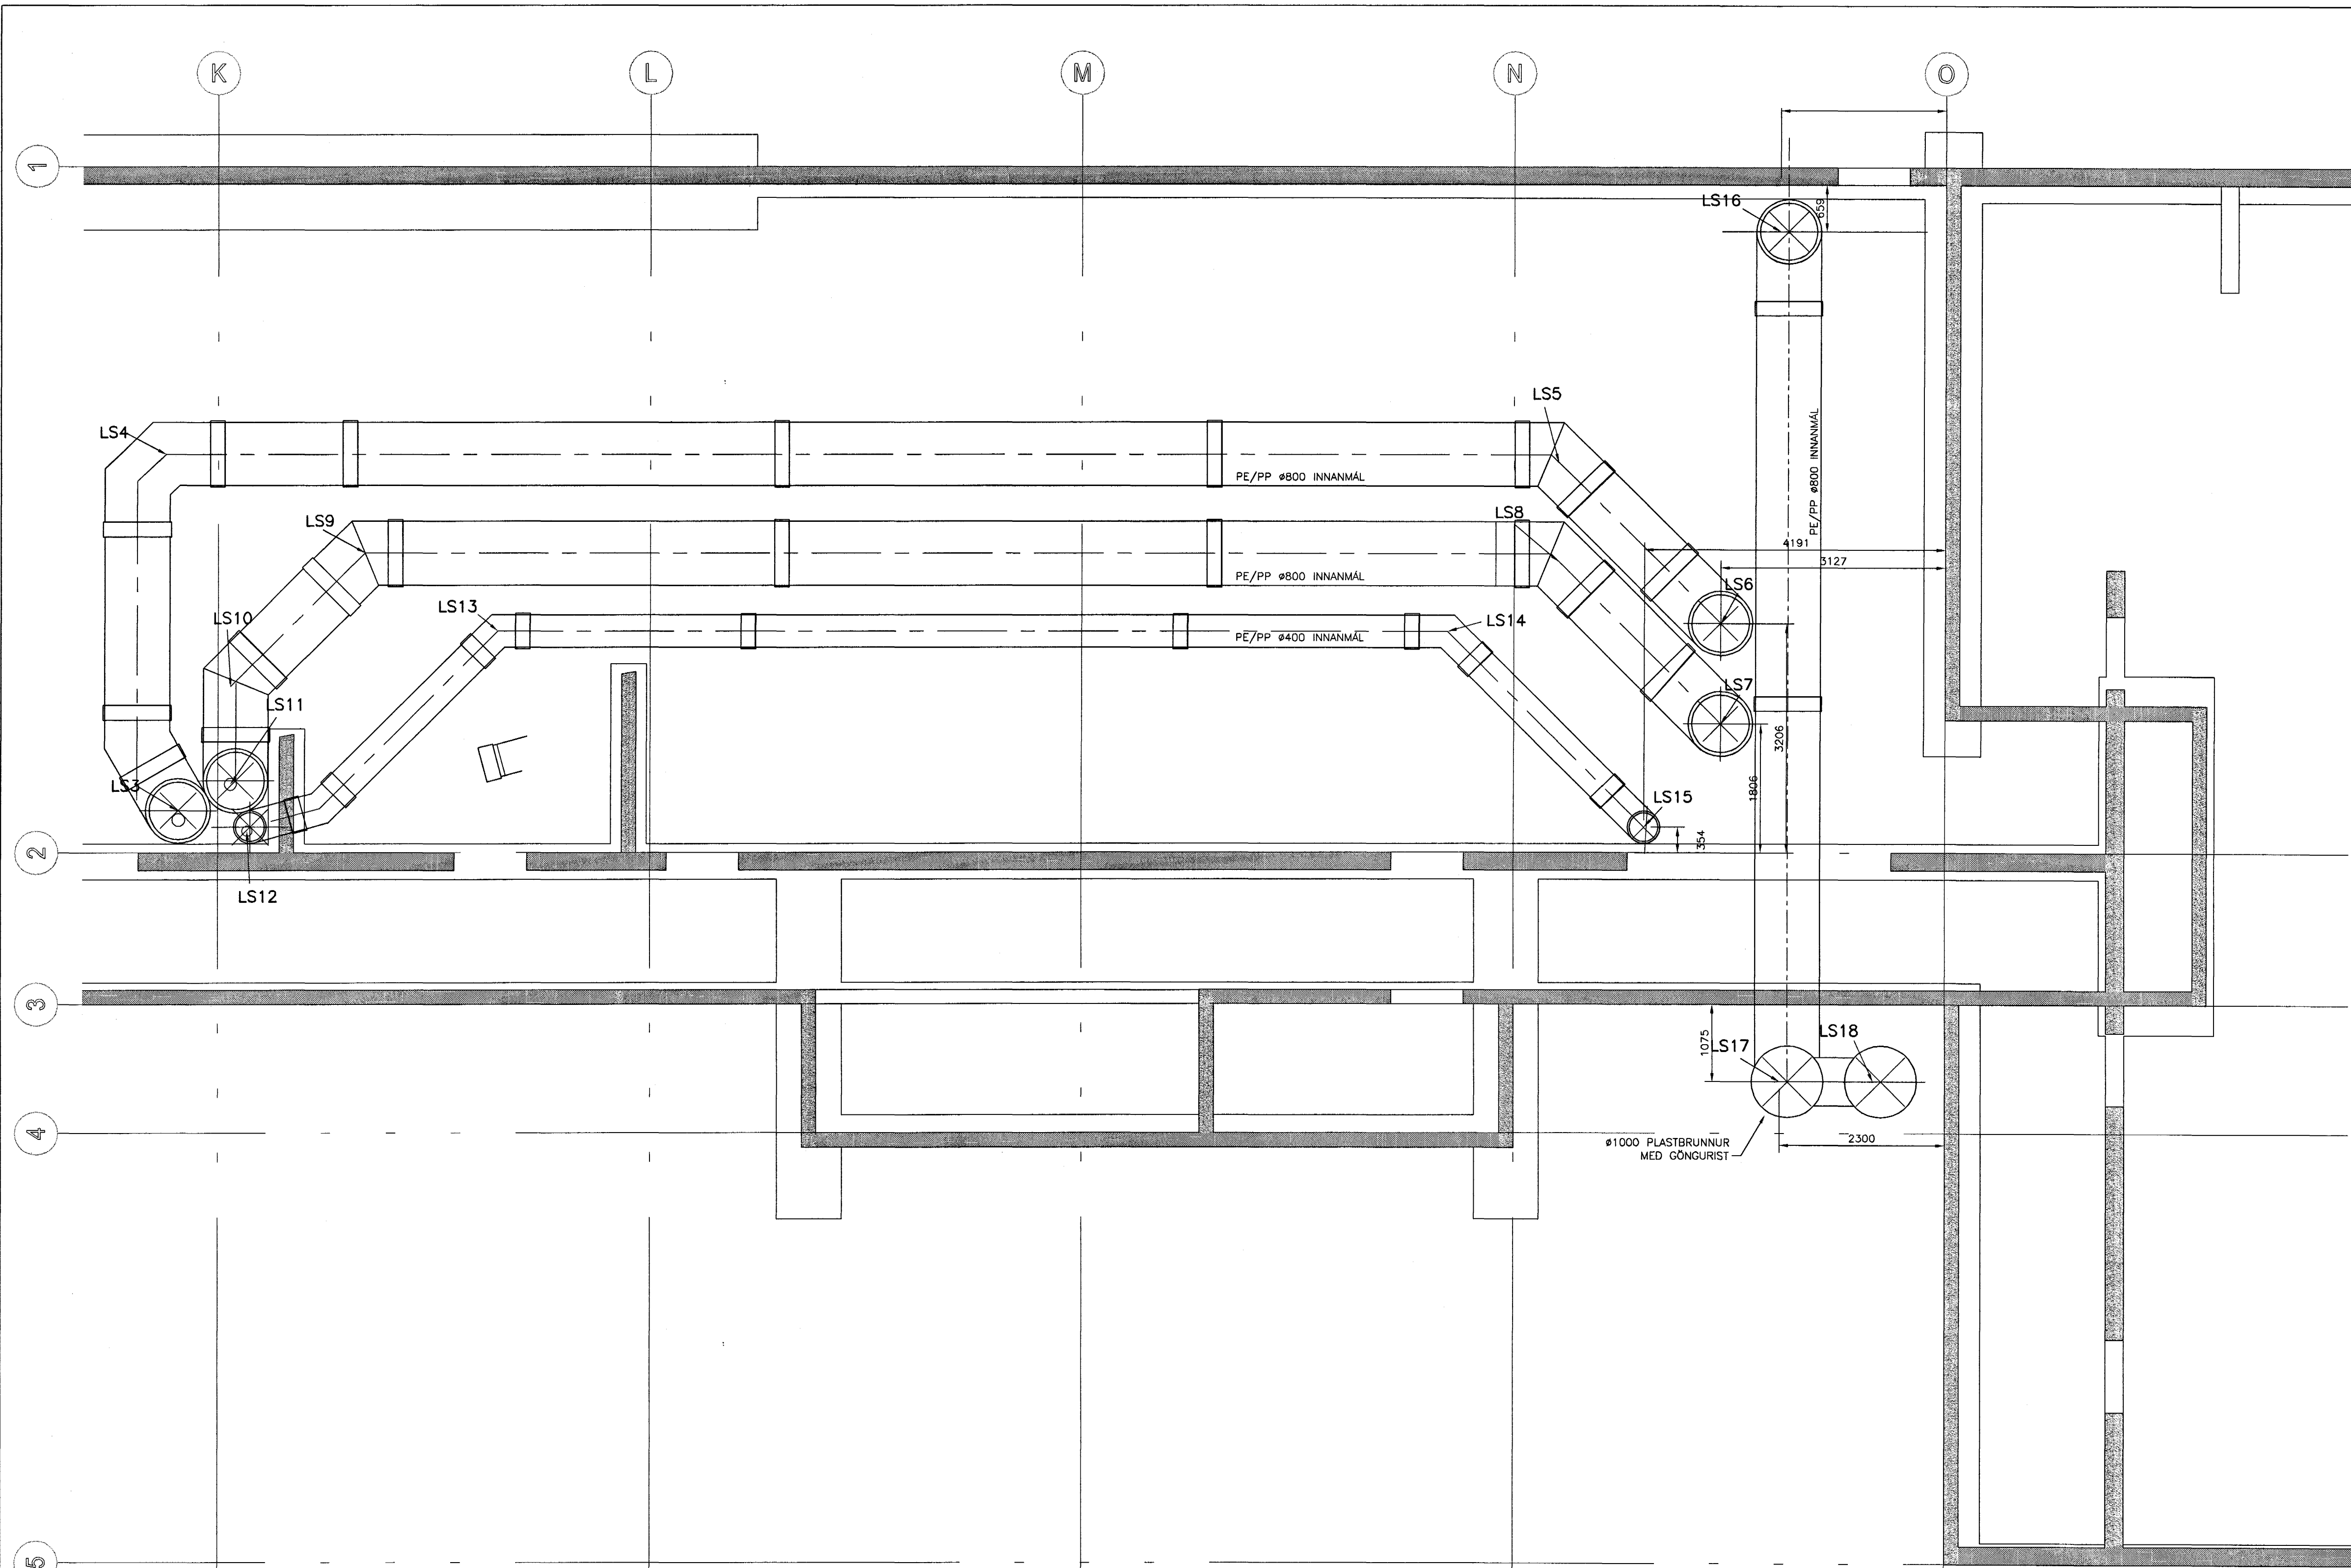 K
L
M
N
O
1
LS16
659
LS5
LS4
PE/PP ø800 INNANMÁL
PE/PP ø800 INNANMÁL
LS9
LS8
4191
3127
PE/PP ø800 INNANMÁL
LS6
LS13
LS10
LS14
PE/PP ø400 INNANMÁL
LS7
LS11
3206
1806
LS3
LS15
354
2
LS12
3
1075
LS17
LS18
4
ø1000 PLASTBRUNNUR
MED GÖNGURIST
2300
5